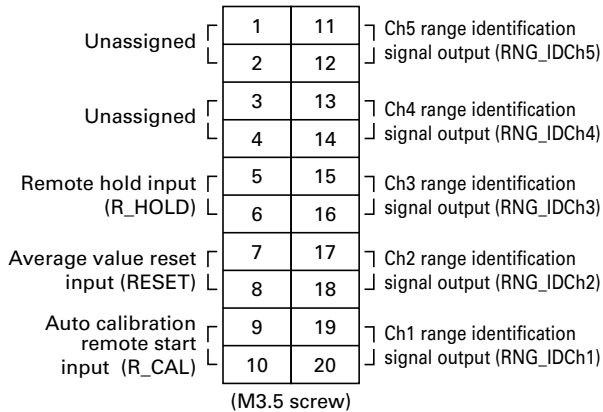 Unassigned
1 11
2 12
Ch5 range identification
signal output (RNG_IDCh5)
Unassigned
3 13
4 14
Ch4 range identification
signal output (RNG_IDCh4)
Remote hold input
(R_HOLD)
5 15
6 16
Ch3 range identification
signal output (RNG_IDCh3)
Average value reset
input (RESET)
7 17
8 18
Ch2 range identification
signal output (RNG_IDCh2)
Auto calibration
remote start
input (R_CAL)
9 19
10 20
Ch1 range identification
signal output (RNG_IDCh1)
(M3.5 screw)